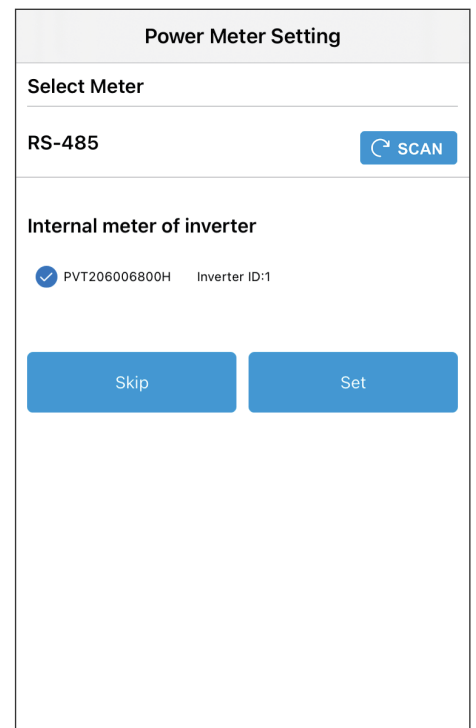 Power Meter Setting
Select Meter
RS-485
SCAN
Internal meter of inverter
PVT206006800H Inverter ID:1
Skip
Set